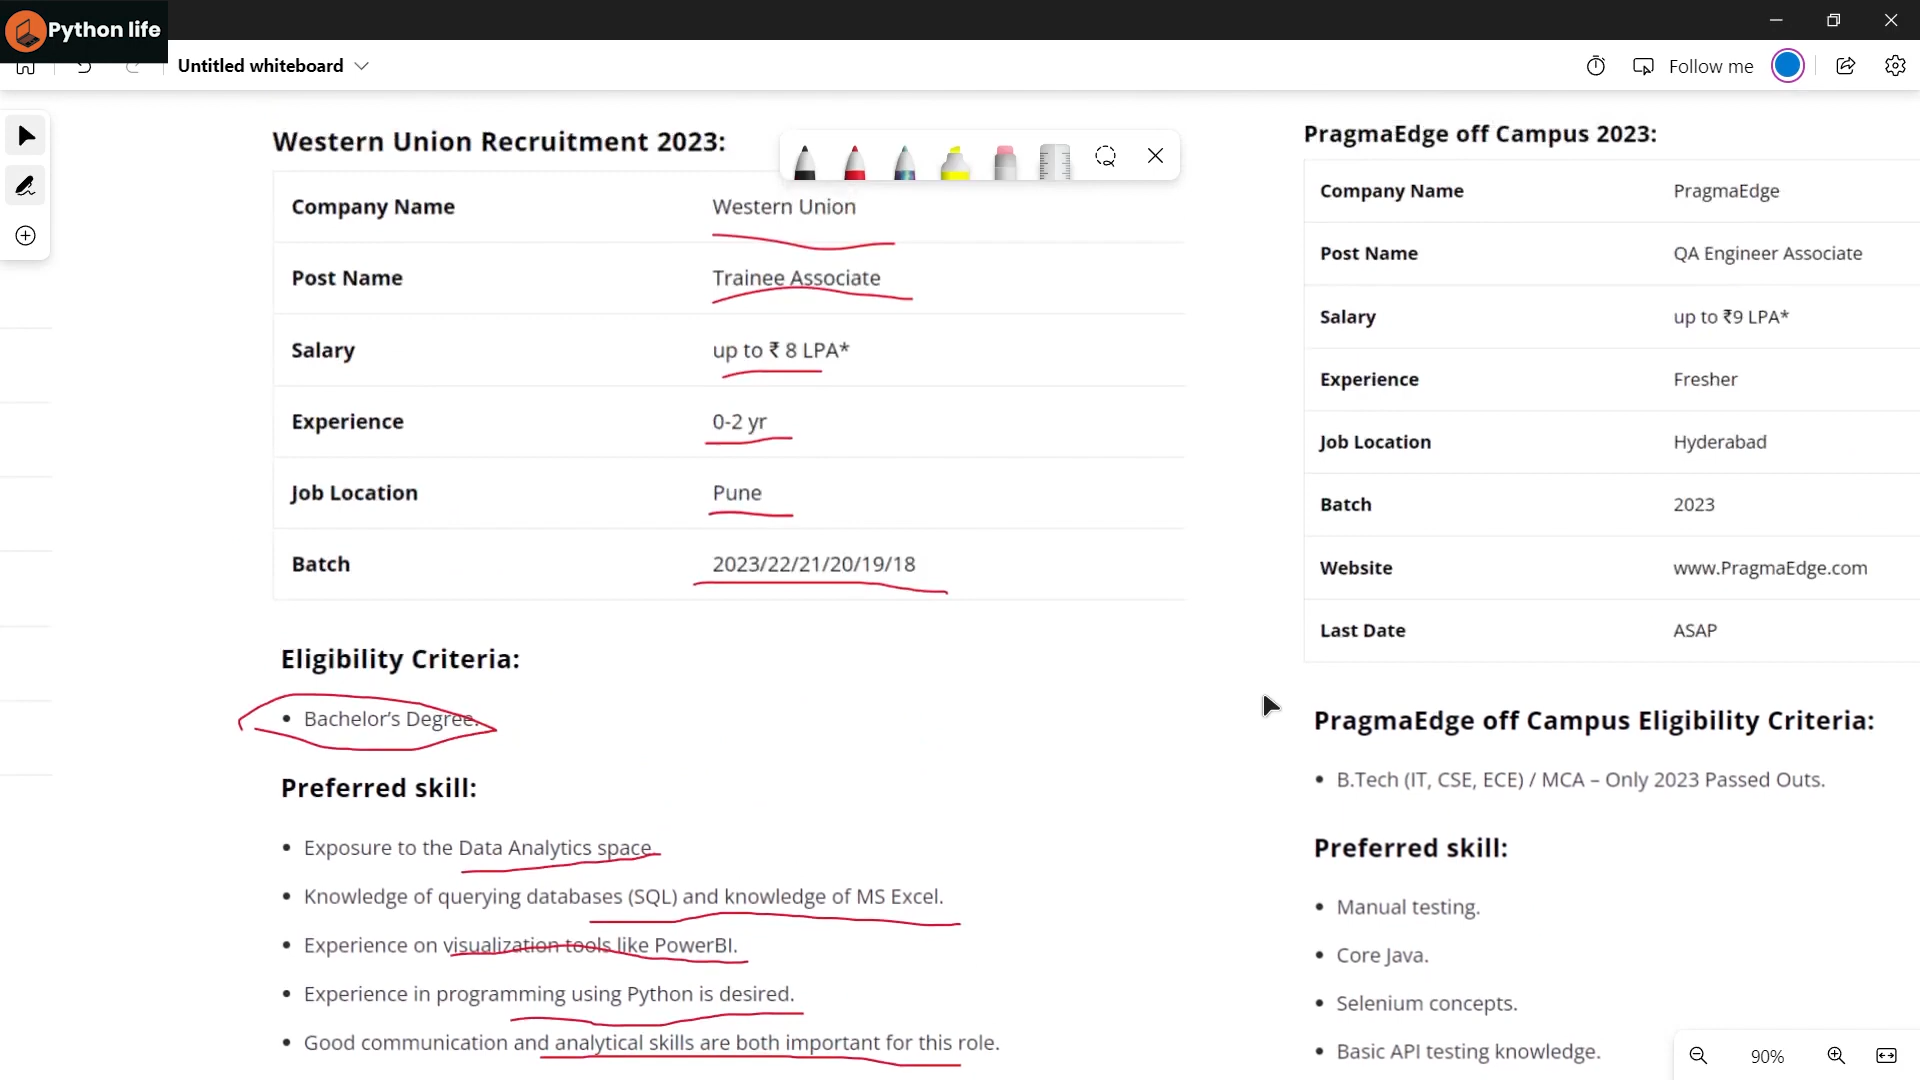 Python life
Untitled whiteboard
Follow me
Western Union Recruitment 2023:
Company Name Western Union
Post Name Trainee Associate
Salary up to ₹ 8 LPA*
Experience 0-2 yr
Job Location Pune
Batch 2023/22/21/20/19/18
Eligibility Criteria:
• Bachelor’s Degree.
Preferred skill:
• Exposure to the Data Analytics space.
• Knowledge of querying databases (SQL) and knowledge of MS Excel.
• Experience on visualization tools like PowerBI.
• Experience in programming using Python is desired.
• Good communication and analytical skills are both important for this role.
PragmaEdge off Campus 2023:
Company Name PragmaEdge
Post Name QA Engineer Associate
Salary up to ₹9 LPA*
Experience Fresher
Job Location Hyderabad
Batch 2023
Website www.PragmaEdge.com
Last Date ASAP
PragmaEdge off Campus Eligibility Criteria:
• B.Tech (IT, CSE, ECE) / MCA – Only 2023 Passed Outs.
Preferred skill:
• Manual testing.
• Core Java.
• Selenium concepts.
• Basic API testing knowledge.
90%